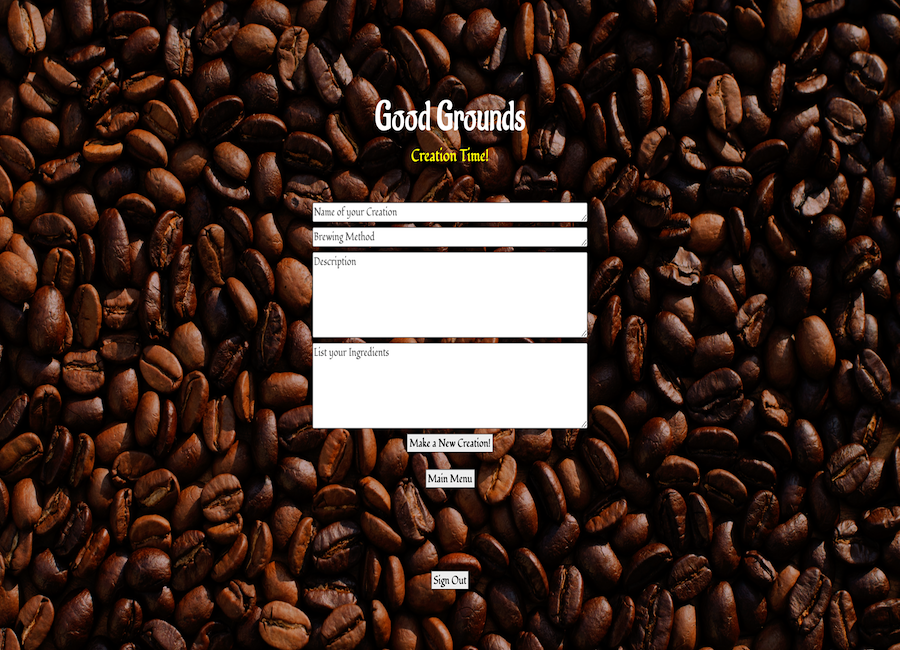 Good Grounds
Creation Time!
Name of your Creation
Brewing Method
Description
List your Ingredients
Make a New Creation!
Main Menu
Sign Out